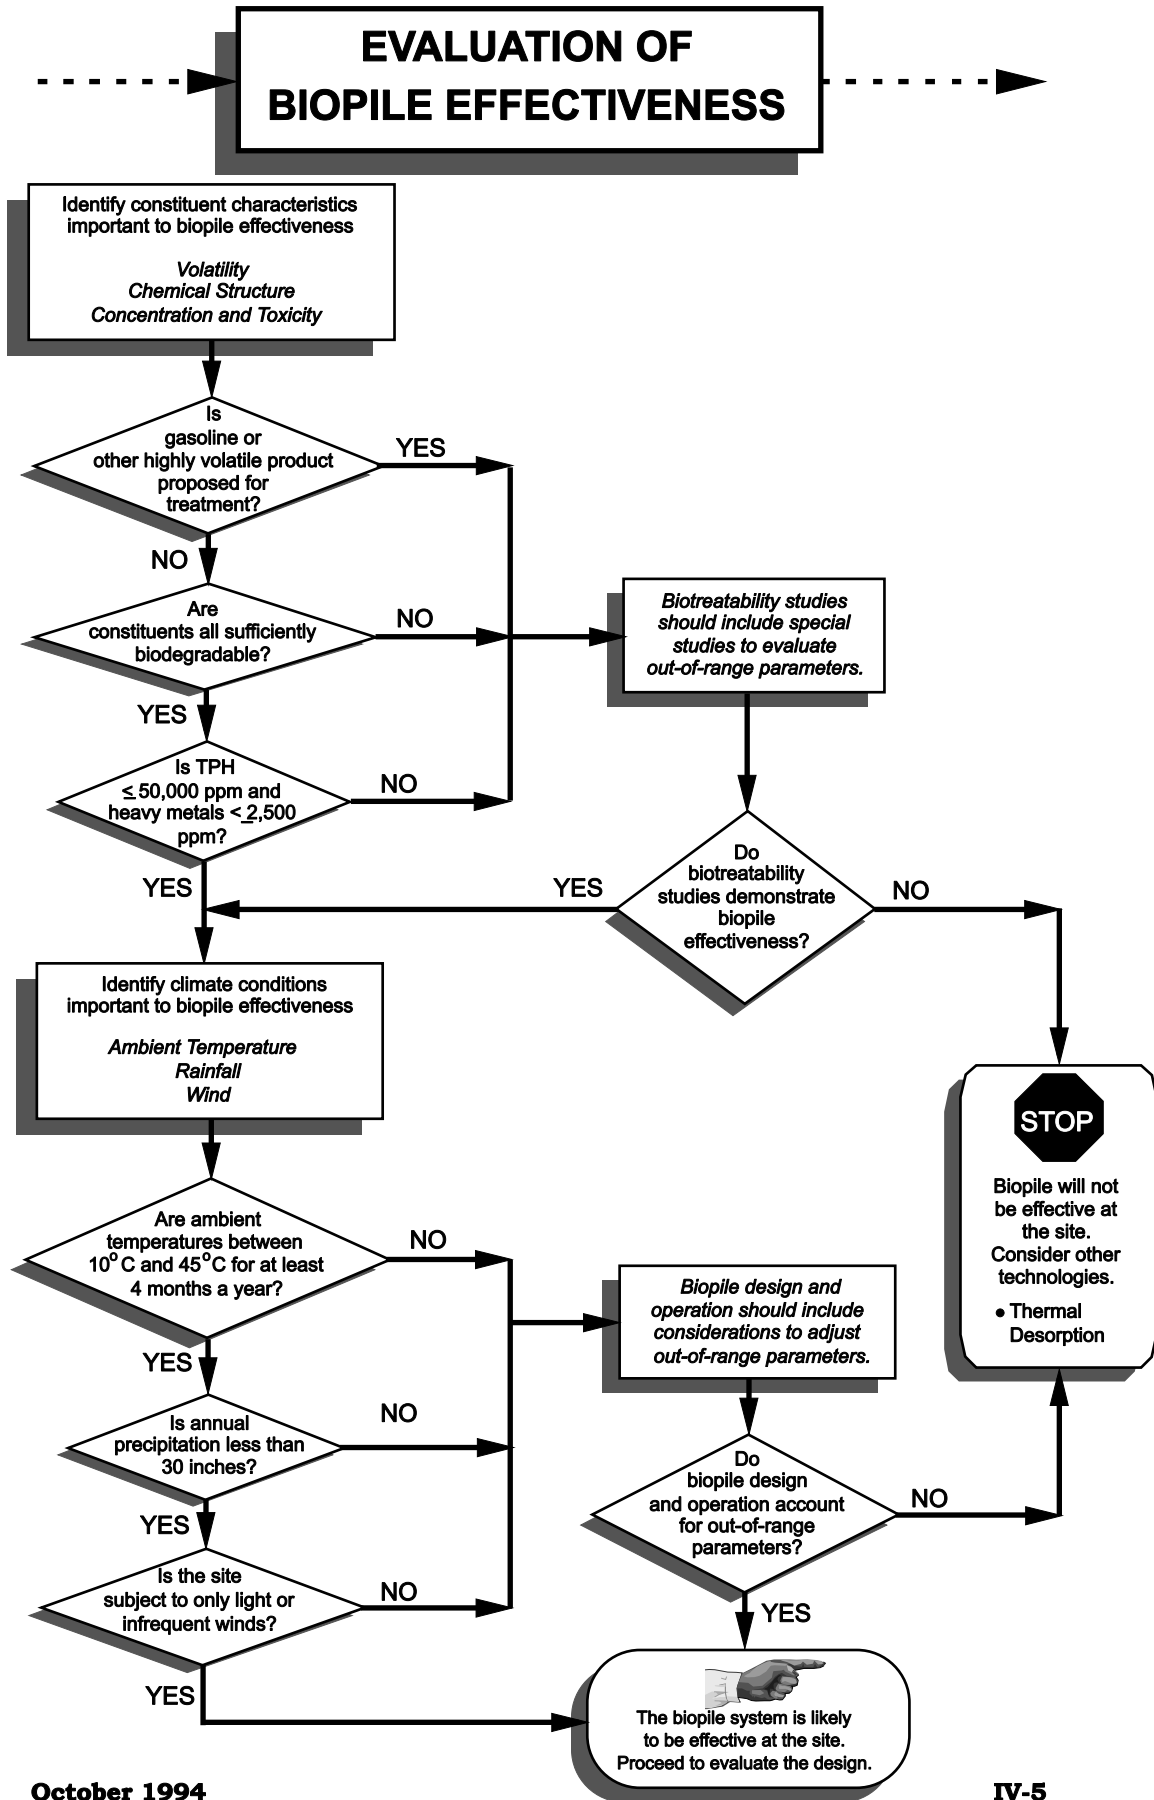 EVALUATION OF
BIOPILE EFFECTIVENESS
Identify constituent characteristics
important to biopile effectiveness
Volatility
Chemical Structure
Concentration and Toxicity
Is
gasoline or
other highly volatile product
proposed for
treatment?
YES
NO
Are
constituents all sufficiently
biodegradable?
NO
YES
Is TPH
≤ 50,000 ppm and
heavy metals ≤ 2,500
ppm?
NO
YES
Biotreatability studies
should include special
studies to evaluate
out-of-range parameters.
Do
biotreatability
studies demonstrate
biopile
effectiveness?
YES
NO
Identify climate conditions
important to biopile effectiveness
Ambient Temperature
Rainfall
Wind
STOP
Biopile will not
be effective at
the site.
Consider other
technologies.
● Thermal
Desorption
Are ambient
temperatures between
10°C and 45°C for at least
4 months a year?
NO
YES
Is annual
precipitation less than
30 inches?
NO
YES
Is the site
subject to only light or
infrequent winds?
NO
YES
Biopile design and
operation should include
considerations to adjust
out-of-range parameters.
Do
biopile design
and operation account
for out-of-range
parameters?
NO
YES
The biopile system is likely
to be effective at the site.
Proceed to evaluate the design.
October 1994
IV-5